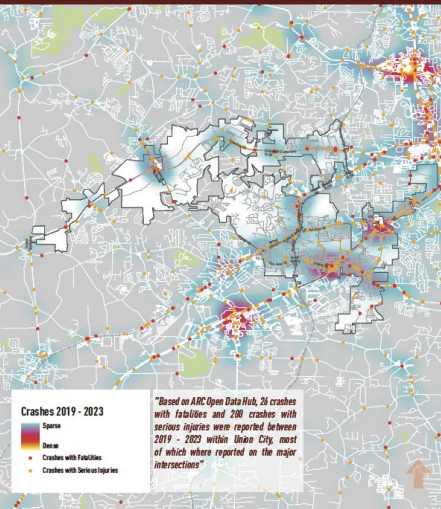 Crashes 2019 - 2023
Sparse
Dense
Crashes with Fatalities
Crashes with Serious Injuries
"Based on ARC Open Data Hub, 26 crashes
with fatalities and 200 crashes with
serious injuries were reported between
2019 - 2023 within Union City, most
of which where reported on the major
intersections"